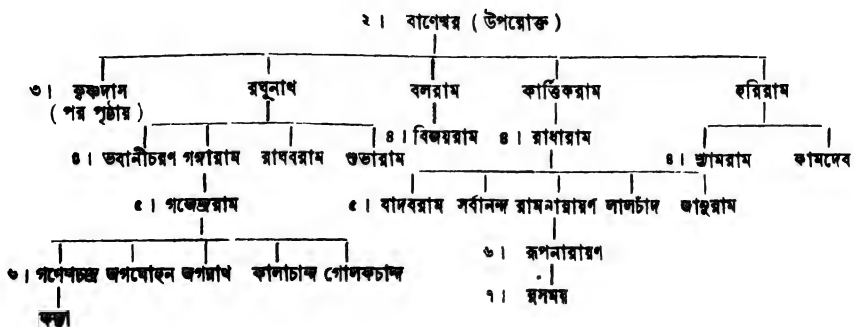 ২। বাণেশ্বর ( উপরোক্ত )
৩। কৃষ্ণদাস রঘুনাথ বলরাম কার্ত্তিকরাম হরিরাম
( পর পৃষ্ঠায় )
৪। বিজয়রাম ৪। রাধারাম
৪। ভবানীচরণ গঙ্গারাম রাঘবরাম শুভারাম ৪। শ্যামরাম কামদেব
৫। গজেন্দ্ররাম ৫। যাদবরাম সর্বানন্দ রামনারায়ণ লালচাঁদ জয়রাম
৬। রূপনারায়ণ
৬। গণেশচন্দ্র জগমোহন জগন্নাথ কালাচান্দ গোলকচান্দ
৭। রসময়
কন্যা